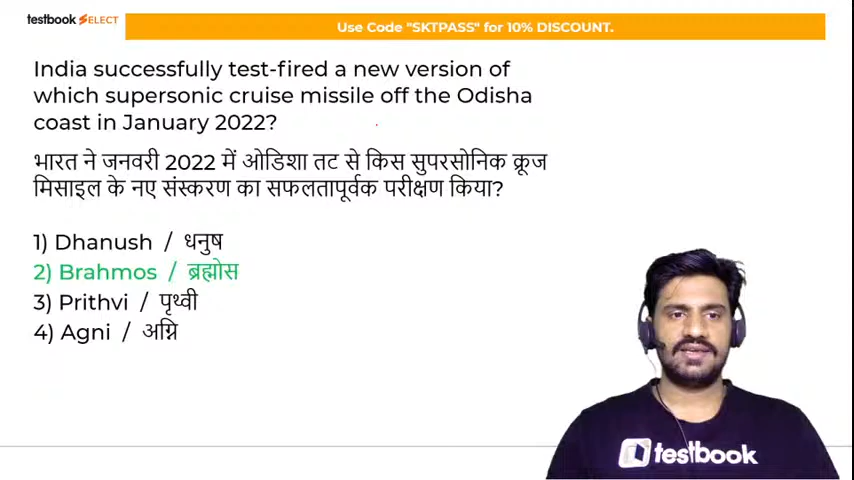 testbook SELECT
Use Code "SKTPASS" for 10% DISCOUNT.
India successfully test-fired a new version of
which supersonic cruise missile off the Odisha
coast in January 2022?
भारत ने जनवरी 2022 में ओडिशा तट से किस सुपरसोनिक क्रूज
मिसाइल के नए संस्करण का सफलतापूर्वक परीक्षण किया?
1) Dhanush / धनुष
2) Brahmos / ब्रह्मोस
3) Prithvi / पृथ्वी
4) Agni / अग्नि
testbook